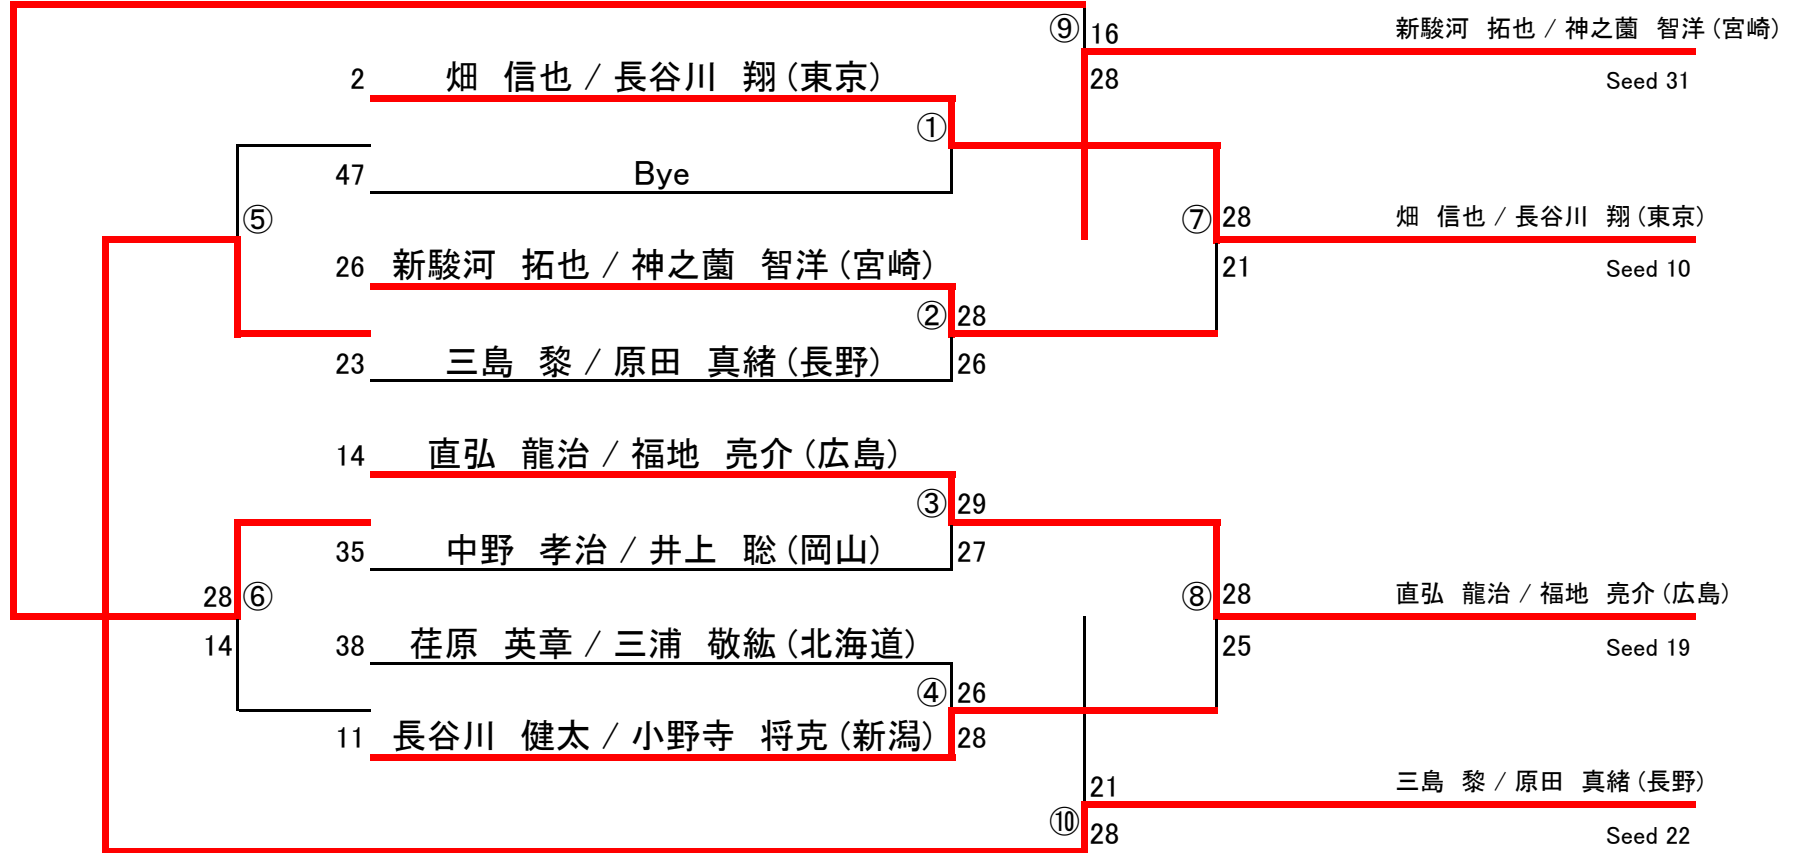 ⑨ 16 新駿河　拓也 / 神之薗　智洋 (宮崎)
2 畑　信也 / 長谷川　翔 (東京) 28 Seed 31
①
47 Bye
⑤ ⑦ 28 畑　信也 / 長谷川　翔 (東京)
26 新駿河　拓也 / 神之薗　智洋 (宮崎) 21 Seed 10
② 28
23 三島　黎 / 原田　真緒 (長野) 26
14 直弘　龍治 / 福地　亮介 (広島)
③ 29
35 中野　孝治 / 井上　聡 (岡山) 27
28 ⑥ ⑧ 28 直弘　龍治 / 福地　亮介 (広島)
14 38 荏原　英章 / 三浦　敬紘 (北海道) 25 Seed 19
④ 26
11 長谷川　健太 / 小野寺　将克 (新潟) 28
21 三島　黎 / 原田　真緒 (長野)
⑩ 28 Seed 22